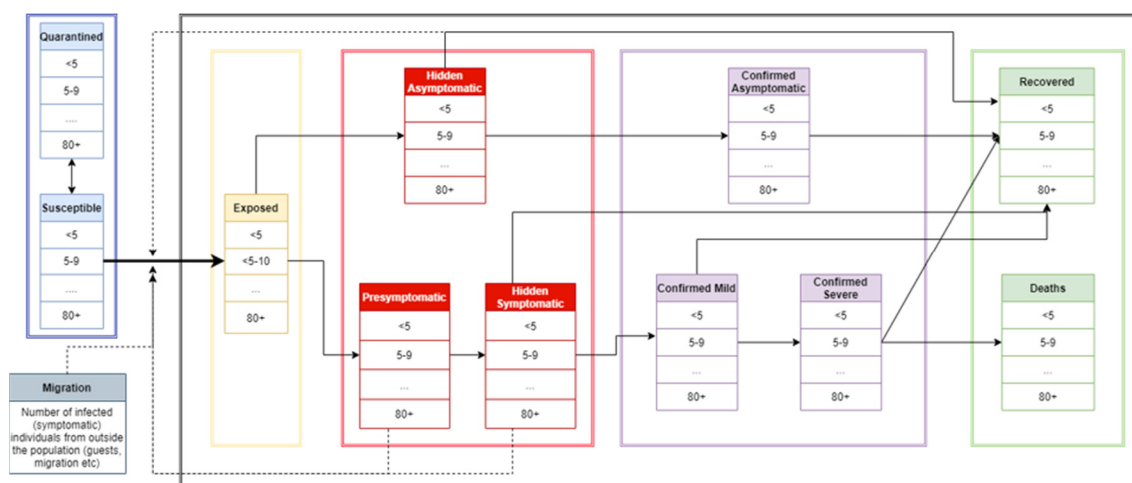 Quarantined
<5
5-9
....
80+
Susceptible
<5
5-9
....
80+
Migration
Number of infected
(symptomatic)
individuals from outside
the population (guests,
migration etc)
Exposed
<5
<5-10
...
80+
Hidden
Asymptomatic
<5
5-9
...
80+
Presymptomatic
<5
5-9
...
80+
Hidden
Symptomatic
<5
5-9
...
80+
Confirmed
Asymptomatic
<5
5-9
...
80+
Confirmed Mild
<5
5-9
...
80+
Confirmed
Severe
<5
5-9
...
80+
Recovered
<5
5-9
...
80+
Deaths
<5
5-9
...
80+